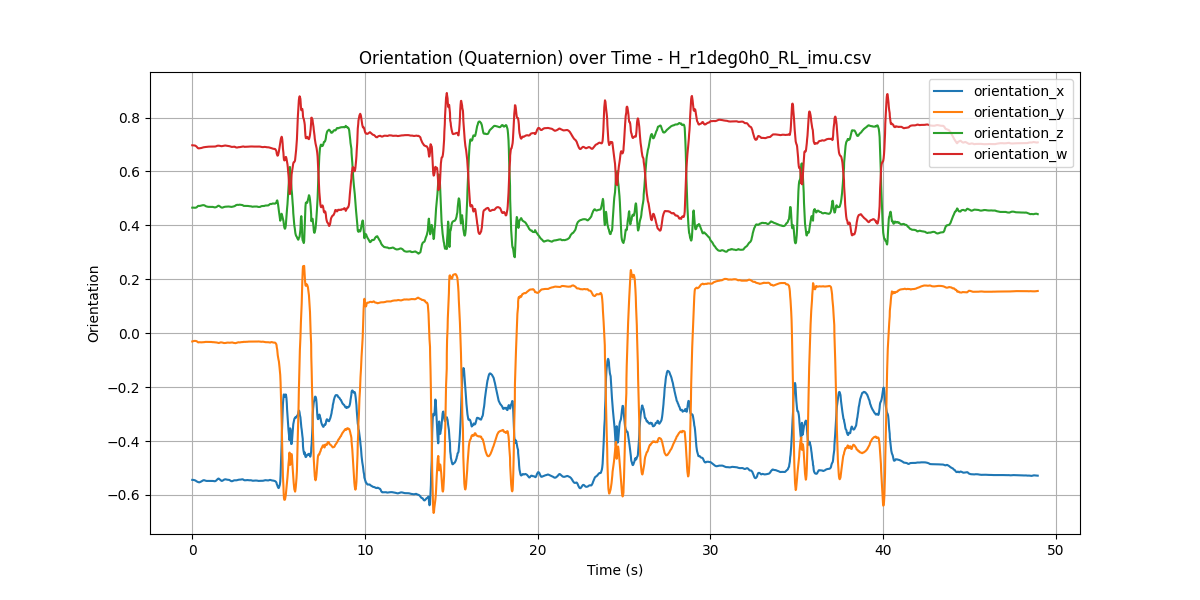 Orientation (Quaternion) over Time - H_r1deg0h0_RL_imu.csv
orientation_x
orientation_y
orientation_z
orientation_w
Orientation
0.8
0.6
0.4
0.2
0.0
−0.2
−0.4
−0.6
0 10 20 30 40 50
Time (s)